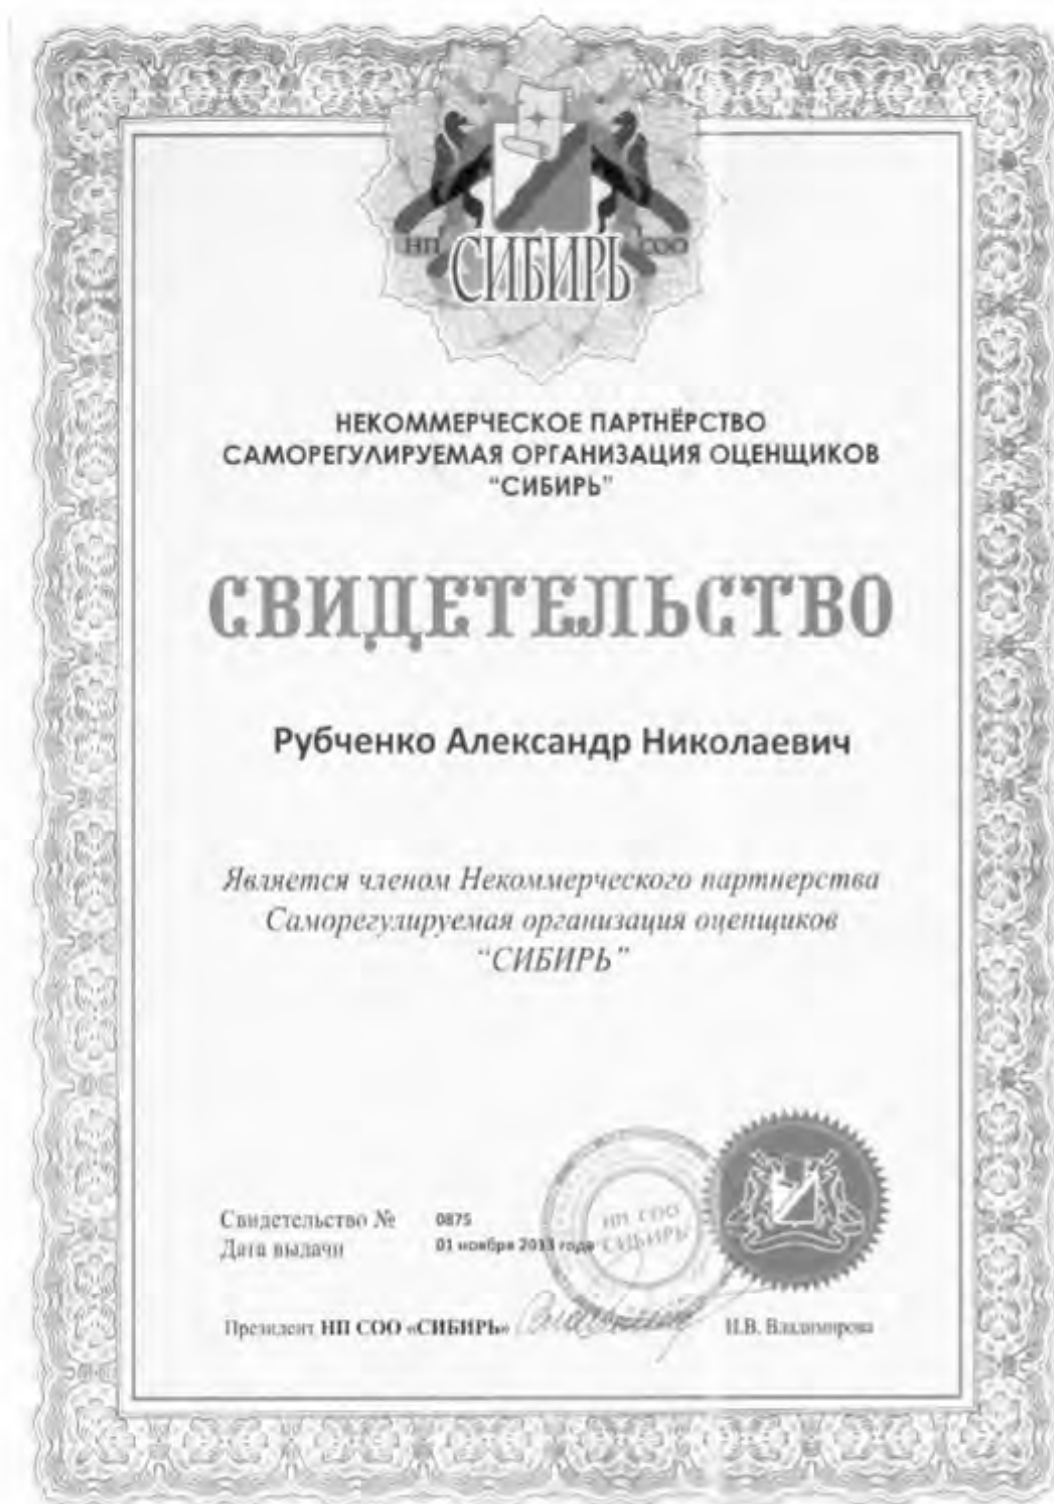 НП СИБИРЬ СОО
НЕКОММЕРЧЕСКОЕ ПАРТНЁРСТВО
САМОРЕГУЛИРУЕМАЯ ОРГАНИЗАЦИЯ ОЦЕНЩИКОВ
"СИБИРЬ"
СВИДЕТЕЛЬСТВО
Рубченко Александр Николаевич
Является членом Некоммерческого партнерства
Саморегулируемая организация оценщиков
"СИБИРЬ"
Свидетельство № 0875
Дата выдачи 01 ноября 2013 года
НП СОО
СИБИРЬ
Президент НП СОО «СИБИРЬ» И.В. Владимирова